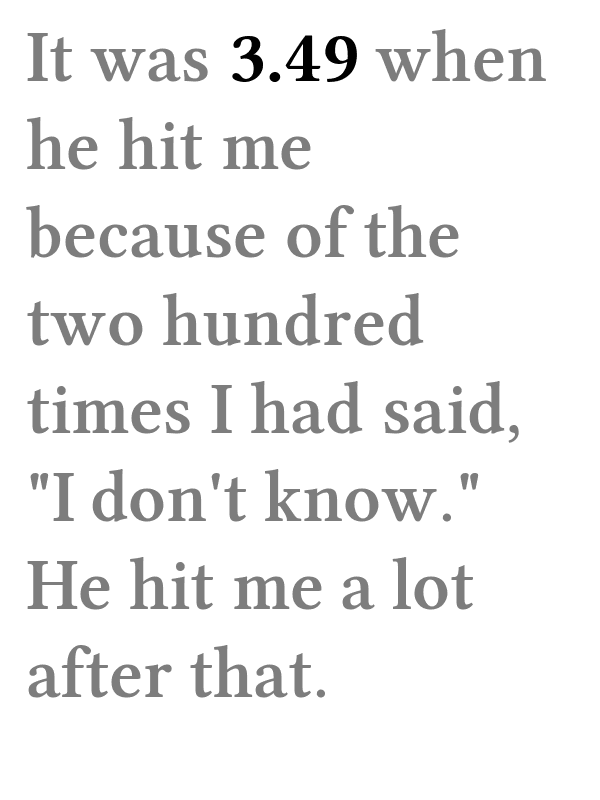 It was 3.49 when
he hit me
because of the
two hundred
times I had said,
"I don't know."
He hit me a lot
after that.